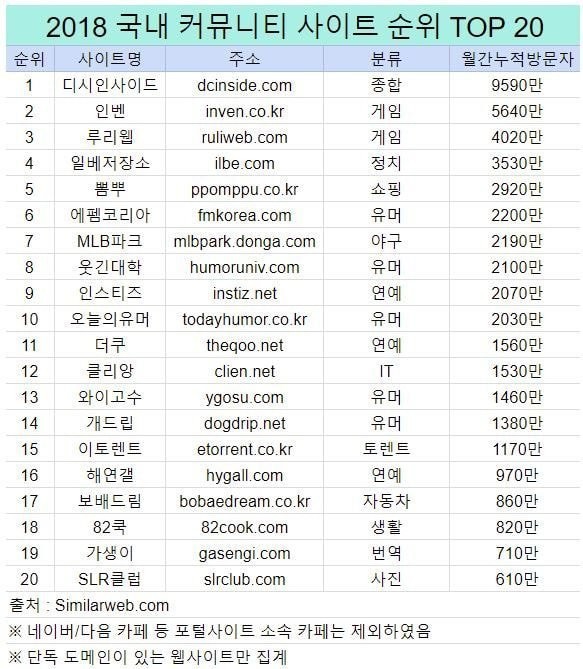 2018 국내 커뮤니티 사이트 순위 TOP 20
순위 사이트명 주소 분류 월간누적방문자
1 디시인사이드 dcinside.com 종합 9590만
2 인벤 inven.co.kr 게임 5640만
3 루리웹 ruliweb.com 게임 4020만
4 일베저장소 ilbe.com 정치 3530만
5 뽐뿌 ppomppu.co.kr 쇼핑 2920만
6 에펨코리아 fmkorea.com 유머 2200만
7 MLB파크 mlbpark.donga.com 야구 2190만
8 웃긴대학 humoruniv.com 유머 2100만
9 인스티즈 instiz.net 연예 2070만
10 오늘의유머 todayhumor.co.kr 유머 2030만
11 더쿠 theqoo.net 연예 1560만
12 클리앙 clien.net IT 1530만
13 와이고수 ygosu.com 유머 1460만
14 개드립 dogdrip.net 유머 1380만
15 이토렌트 etorrent.co.kr 토렌트 1170만
16 해연갤 hygall.com 연예 970만
17 보배드림 bobaedream.co.kr 자동차 860만
18 82쿡 82cook.com 생활 820만
19 가생이 gasengi.com 번역 710만
20 SLR클럽 slrclub.com 사진 610만
출처 : Similarweb.com
※ 네이버/다음 카페 등 포털사이트 소속 카페는 제외하였음
※ 단독 도메인이 있는 웹사이트만 집계